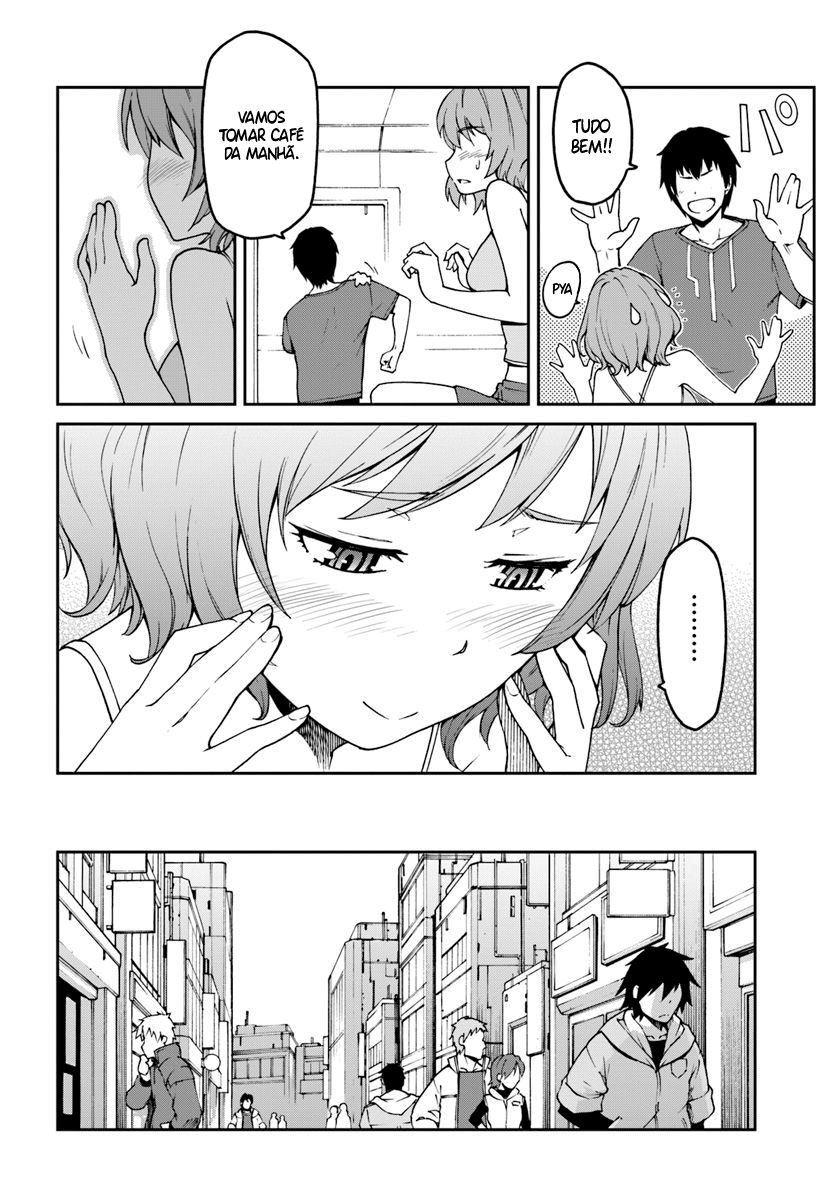 TUDO
BEM!!
PYA
VAMOS
TOMAR CAFÉ
DA MANHÃ.
.........